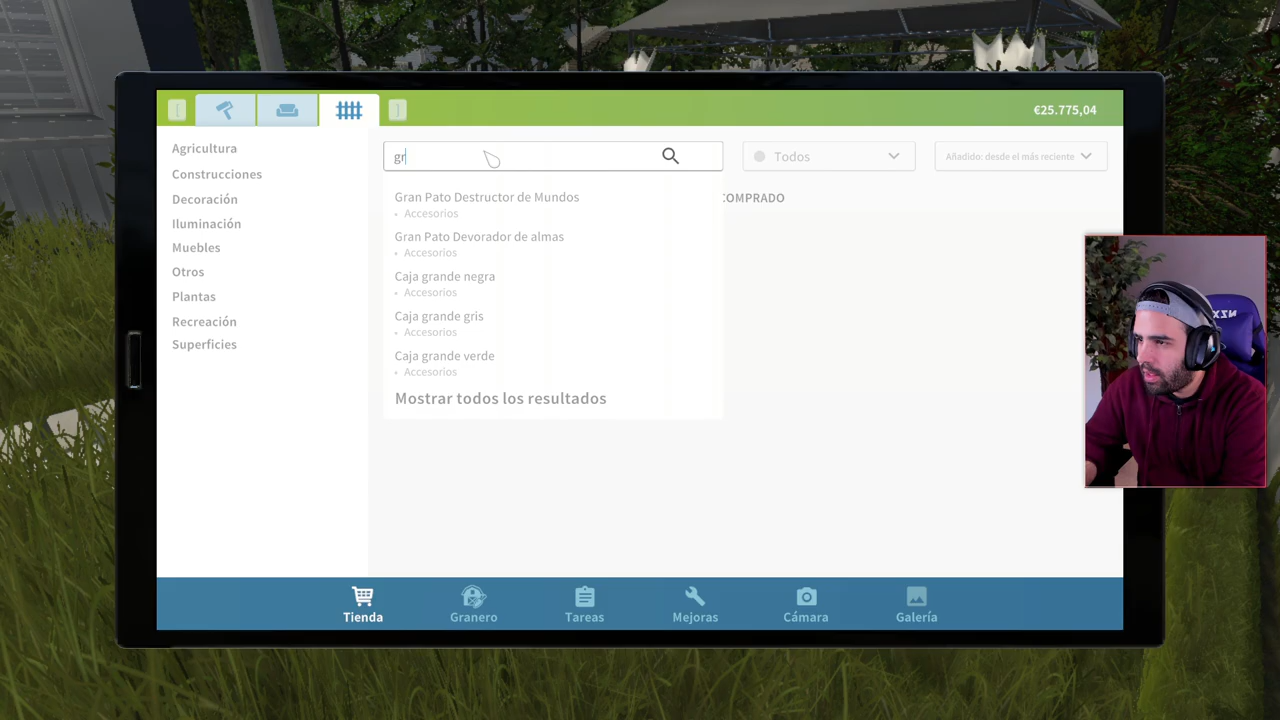 [
]
€25.775,04
Agricultura
Construcciones
Decoración
Iluminación
Muebles
Otros
Plantas
Recreación
Superficies
gr
Todos
Añadido: desde el más reciente
COMPRADO
Gran Pato Destructor de Mundos
• Accesorios
Gran Pato Devorador de almas
• Accesorios
Caja grande negra
• Accesorios
Caja grande gris
• Accesorios
Caja grande verde
• Accesorios
Mostrar todos los resultados
Tienda
Granero
Tareas
Mejoras
Cámara
Galería